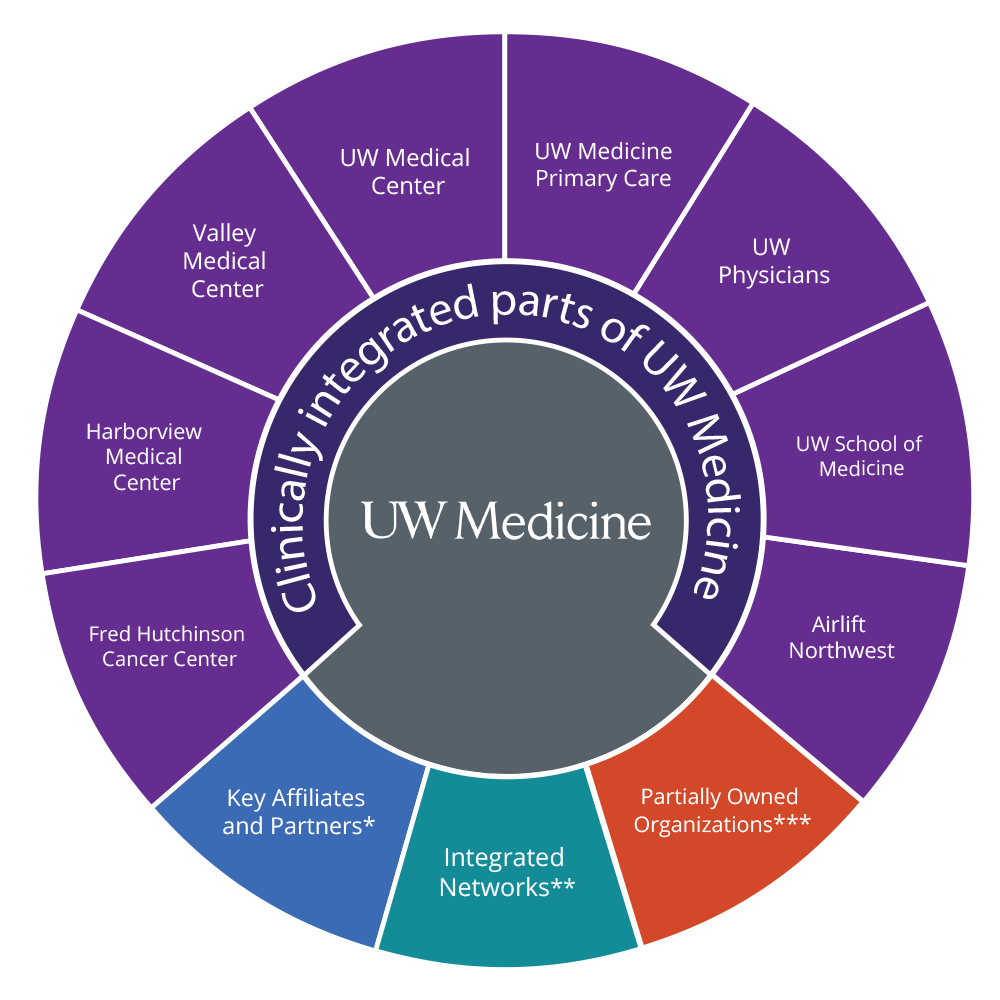 UW Medical
Center
UW Medicine
Primary Care
UW
Physicians
UW School of
Medicine
Airlift
Northwest
Partially Owned
Organizations***
Integrated
Networks**
Key Affiliates
and Partners*
Fred Hutchinson
Cancer Center
Harborview
Medical
Center
Valley
Medical
Center
Clinically integrated parts of UW Medicine
UW Medicine